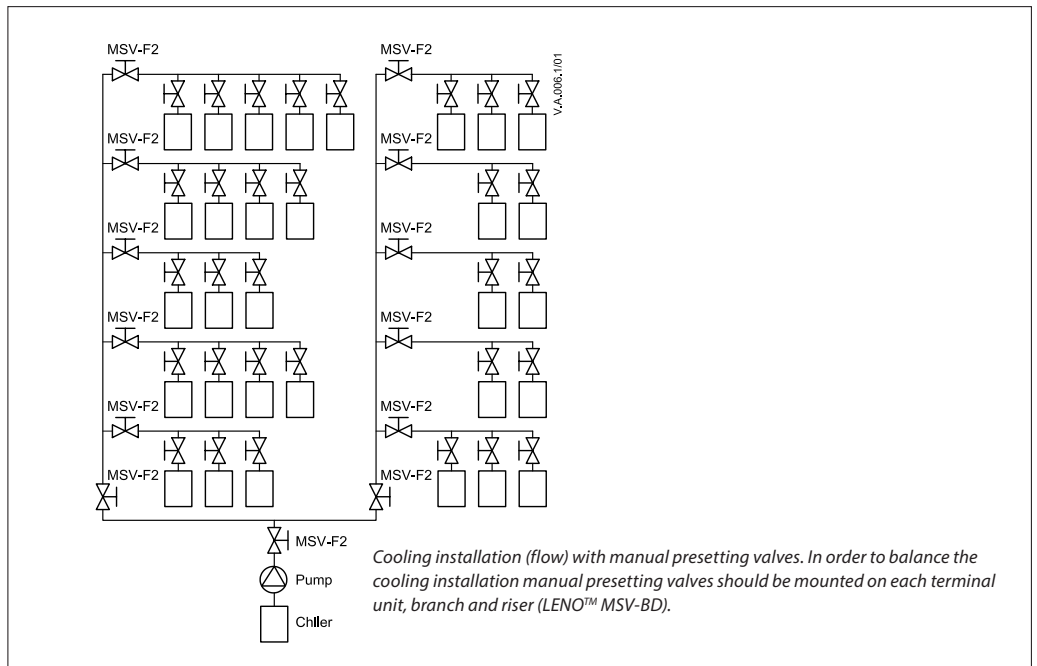 MSV-F2
MSV-F2
V.A.006.1/01
MSV-F2
MSV-F2
MSV-F2
MSV-F2
MSV-F2
MSV-F2
MSV-F2
MSV-F2
MSV-F2
MSV-F2
MSV-F2
Pump
Chller
Cooling installation (flow) with manual presetting valves. In order to balance the
cooling installation manual presetting valves should be mounted on each terminal
unit, branch and riser (LENO™ MSV-BD).